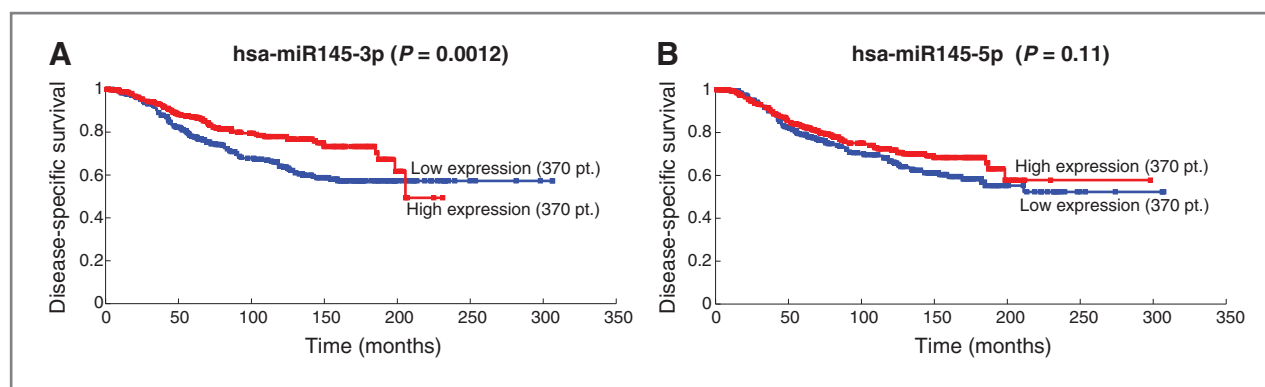 A
hsa-miR145-3p (P = 0.0012)
Disease-specific survival
1
0.8
0.6
0.4
0.2
0
Low expression (370 pt.)
High expression (370 pt.)
0 50 100 150 200 250 300 350
Time (months)
B
hsa-miR145-5p (P = 0.11)
Disease-specific survival
1
0.8
0.6
0.4
0.2
0
High expression (370 pt.)
Low expression (370 pt.)
0 50 100 150 200 250 300 350
Time (months)